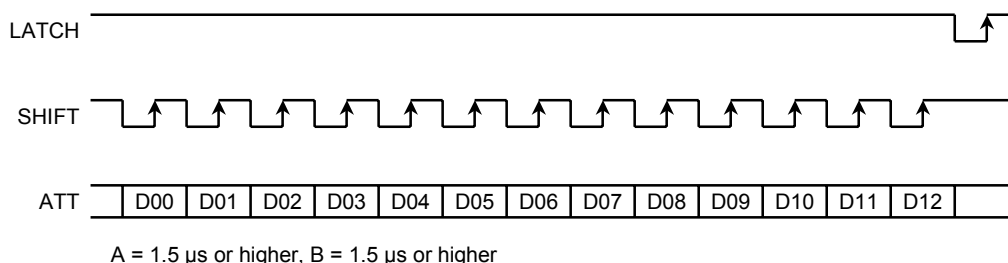 LATCH
SHIFT
ATT D00 D01 D02 D03 D04 D05 D06 D07 D08 D09 D10 D11 D12
A = 1.5 µs or higher, B = 1.5 µs or higher